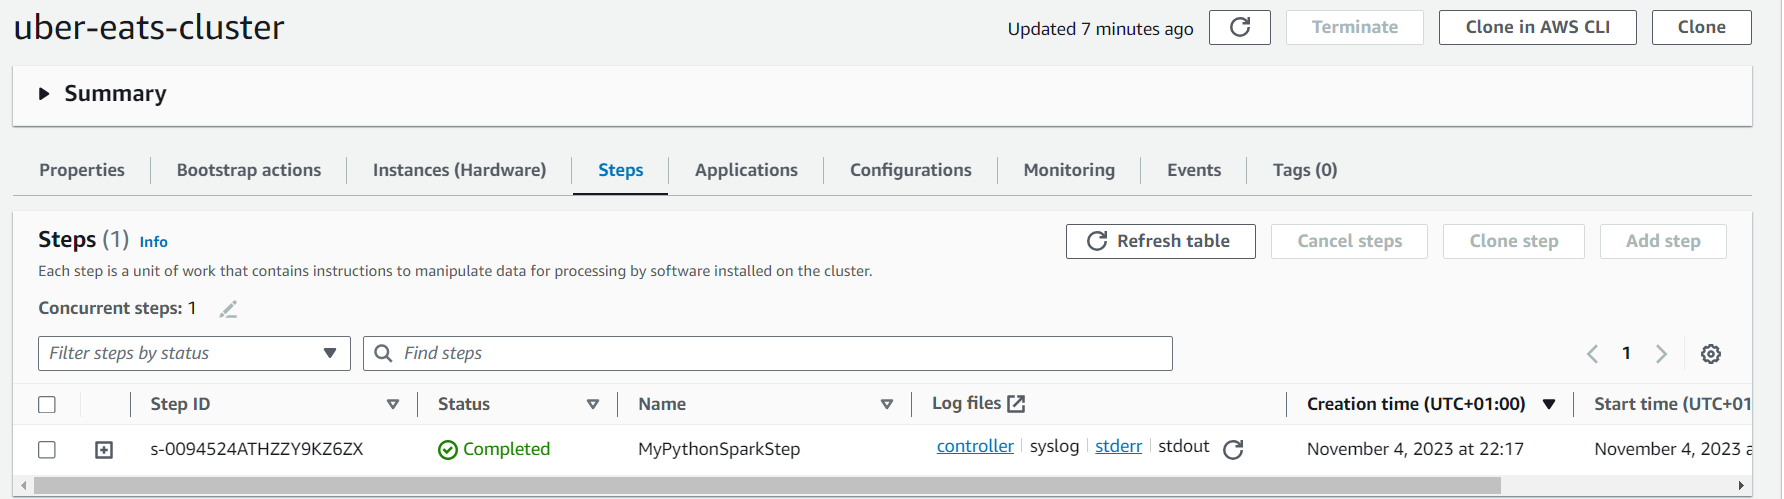 uber-eats-cluster
Updated 7 minutes ago
Terminate
Clone in AWS CLI
Clone
Summary
Properties
Bootstrap actions
Instances (Hardware)
Steps
Applications
Configurations
Monitoring
Events
Tags (0)
Steps (1) Info
Refresh table
Cancel steps
Clone step
Add step
Each step is a unit of work that contains instructions to manipulate data for processing by software installed on the cluster.
Concurrent steps: 1
Filter steps by status
Find steps
1
Step ID
Status
Name
Log files
Creation time (UTC+01:00)
Start time (UTC+01
s-0094524ATHZZY9KZ6ZX
Completed
MyPythonSparkStep
controller
syslog
stderr
stdout
November 4, 2023 at 22:17
November 4, 2023 at